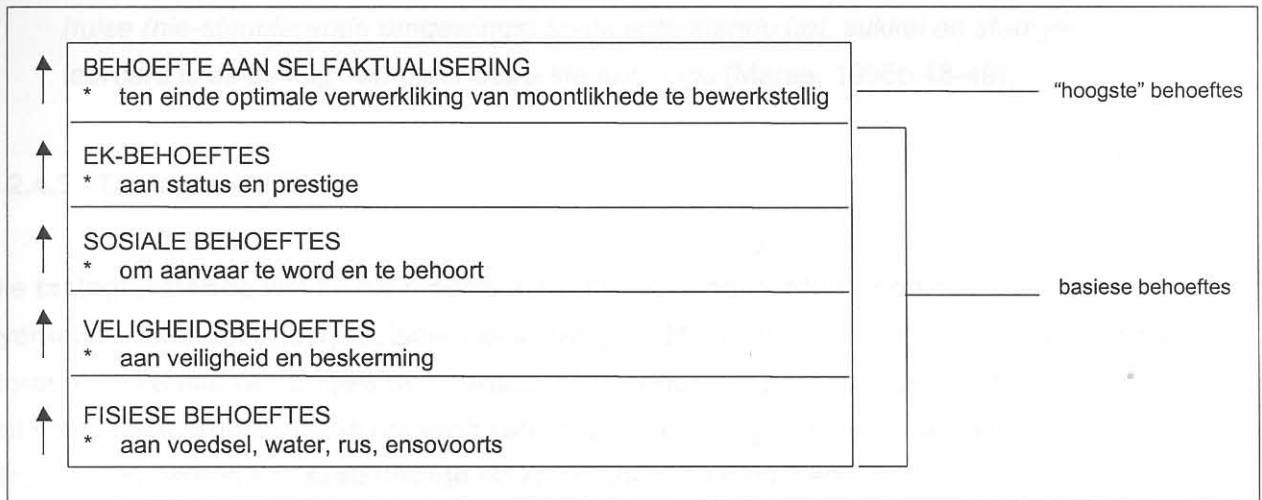 BEHOEFTE AAN SELFAKTUALISERING
* ten einde optimale verwerkliking van moontlikhede te bewerkstellig
"hoogste" behoeftes
EK-BEHOEFTES
* aan status en prestige
SOSIALE BEHOEFTES
* om aanvaar te word en te behoort
basiese behoeftes
VELIGHEIDSBEHOEFTES
* aan veiligheid en beskerming
FISIESE BEHOEFTES
* aan voedsel, water, rus, ensovoorts